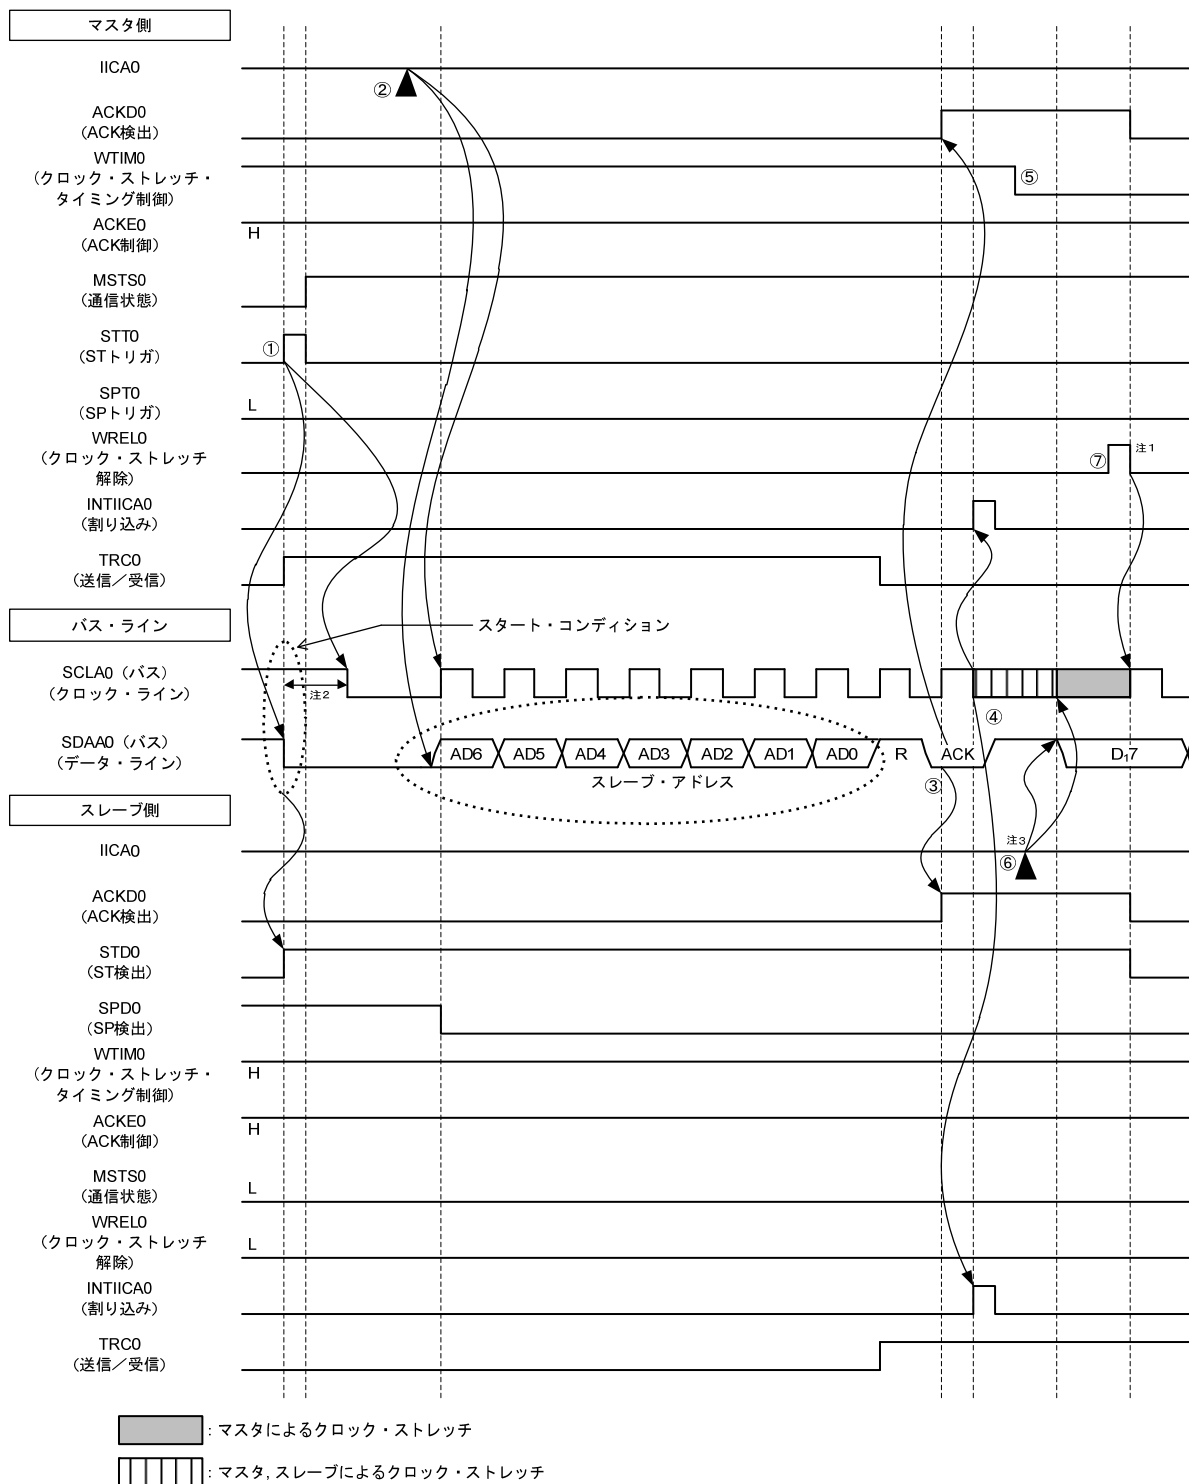 マスタ側
IICA0
②
ACKD0
（ACK検出）
WTIM0
（クロック・ストレッチ・
タイミング制御）
⑤
ACKE0
（ACK制御）
H
MSTS0
（通信状態）
STT0
（STトリガ）
①
SPT0
（SPトリガ）
L
WREL0
（クロック・ストレッチ
解除）
⑦
注1
INTIICA0
（割り込み）
TRC0
（送信／受信）
バス・ライン
スタート・コンディション
SCLA0（バス）
（クロック・ライン）
注2
④
SDAA0（バス）
（データ・ライン）
AD6 AD5 AD4 AD3 AD2 AD1 AD0 R ACK D₁7
スレーブ・アドレス
③
スレーブ側
IICA0
注3
⑥
ACKD0
（ACK検出）
STD0
（ST検出）
SPD0
（SP検出）
WTIM0
（クロック・ストレッチ・
タイミング制御）
H
ACKE0
（ACK制御）
H
MSTS0
（通信状態）
L
WREL0
（クロック・ストレッチ
解除）
L
INTIICA0
（割り込み）
TRC0
（送信／受信）
：マスタによるクロック・ストレッチ
：マスタ，スレーブによるクロック・ストレッチ